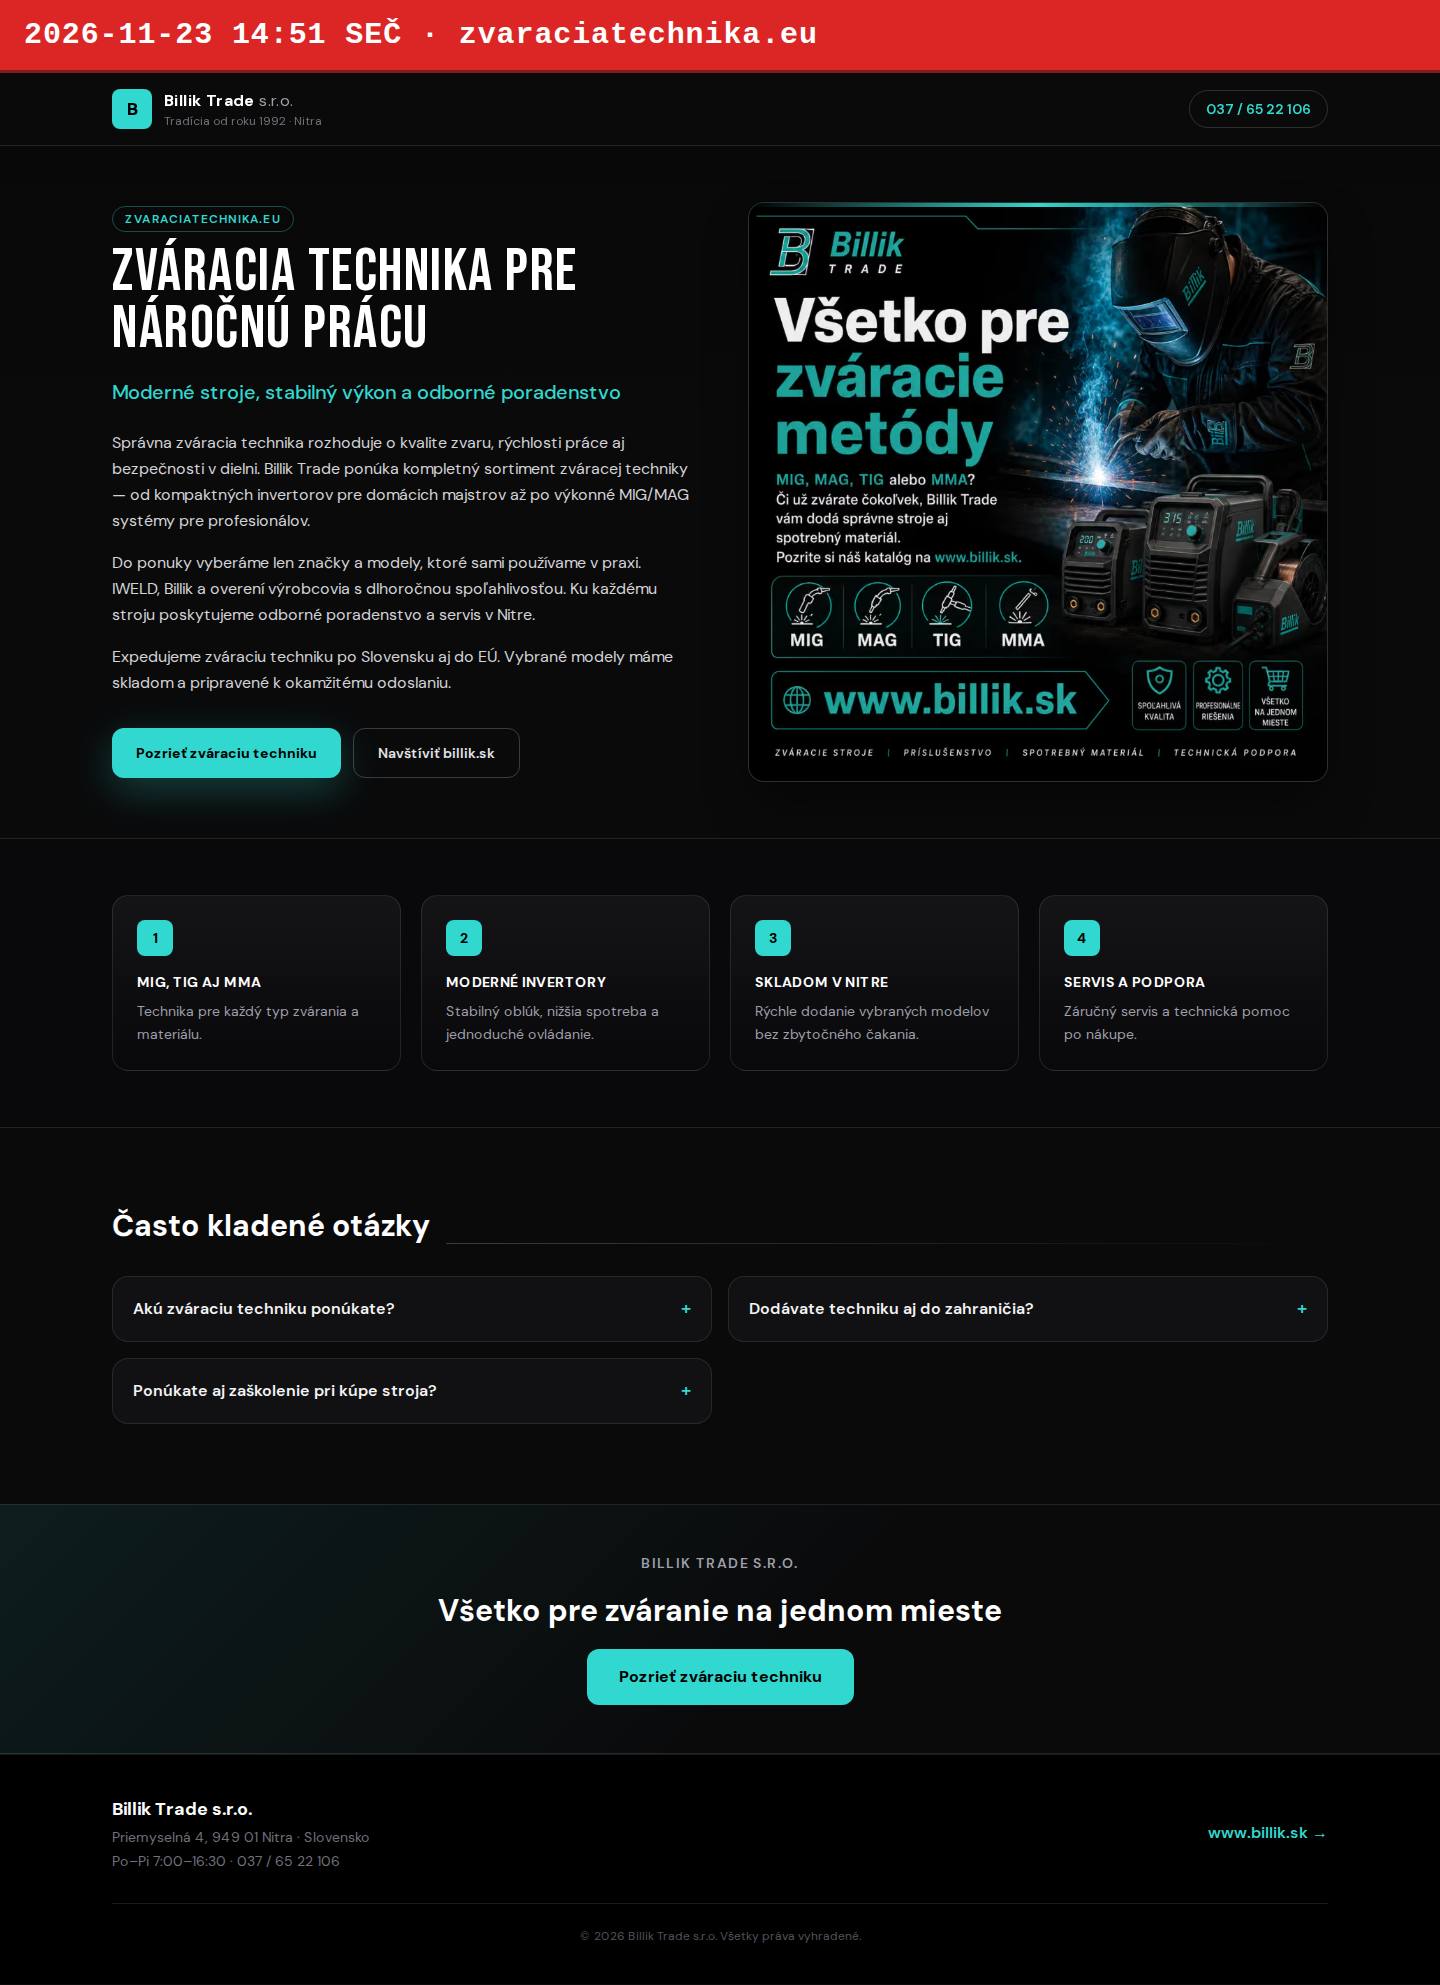 2026-11-23 14:51 SEČ · zvaraciatechnika.eu
B
Billik Trade s.r.o.
Tradícia od roku 1992 · Nitra
037 / 65 22 106
ZVARACIATECHNIKA.EU
ZVÁRACIA TECHNIKA PRE
NÁROČNÚ PRÁCU
Moderné stroje, stabilný výkon a odborné poradenstvo
Správna zváracia technika rozhoduje o kvalite zvaru, rýchlosti práce aj
bezpečnosti v dielni. Billik Trade ponúka kompletný sortiment zváracej techniky
— od kompaktných invertorov pre domácich majstrov až po výkonné MIG/MAG
systémy pre profesionálov.
Do ponuky vyberáme len značky a modely, ktoré sami používame v praxi.
IWELD, Billik a overení výrobcovia s dlhoročnou spoľahlivosťou. Ku každému
stroju poskytujeme odborné poradenstvo a servis v Nitre.
Expedujeme zváraciu techniku po Slovensku aj do EÚ. Vybrané modely máme
skladom a pripravené k okamžitému odoslaniu.
Pozrieť zváraciu techniku
Navštíviť billik.sk
B Billik
TRADE
Všetko pre
zváracie
metódy
MIG, MAG, TIG alebo MMA?
Či už zvárate čokoľvek, Billik Trade
vám dodá správne stroje aj
spotrebný materiál.
Pozrite si náš katalóg na www.billik.sk.
Billik
B
Billik
200
315
Billik
Billik
MIG
MAG
TIG
MMA
www.billik.sk
SPOĽAHLIVÁ
KVALITA
PROFESIONÁLNE
RIEŠENIA
VŠETKO
NA JEDNOM
MIESTE
ZVÁRACIE STROJE | PRÍSLUŠENSTVO | SPOTREBNÝ MATERIÁL | TECHNICKÁ PODPORA
1
MIG, TIG AJ MMA
Technika pre každý typ zvárania a
materiálu.
2
MODERNÉ INVERTORY
Stabilný oblúk, nižšia spotreba a
jednoduché ovládanie.
3
SKLADOM V NITRE
Rýchle dodanie vybraných modelov
bez zbytočného čakania.
4
SERVIS A PODPORA
Záručný servis a technická pomoc
po nákupe.
Často kladené otázky
Akú zváraciu techniku ponúkate? +
Dodávate techniku aj do zahraničia? +
Ponúkate aj zaškolenie pri kúpe stroja? +
BILLIK TRADE S.R.O.
Všetko pre zváranie na jednom mieste
Pozrieť zváraciu techniku
Billik Trade s.r.o.
Priemyselná 4, 949 01 Nitra · Slovensko
Po–Pi 7:00–16:30 · 037 / 65 22 106
www.billik.sk →
© 2026 Billik Trade s.r.o. Všetky práva vyhradené.